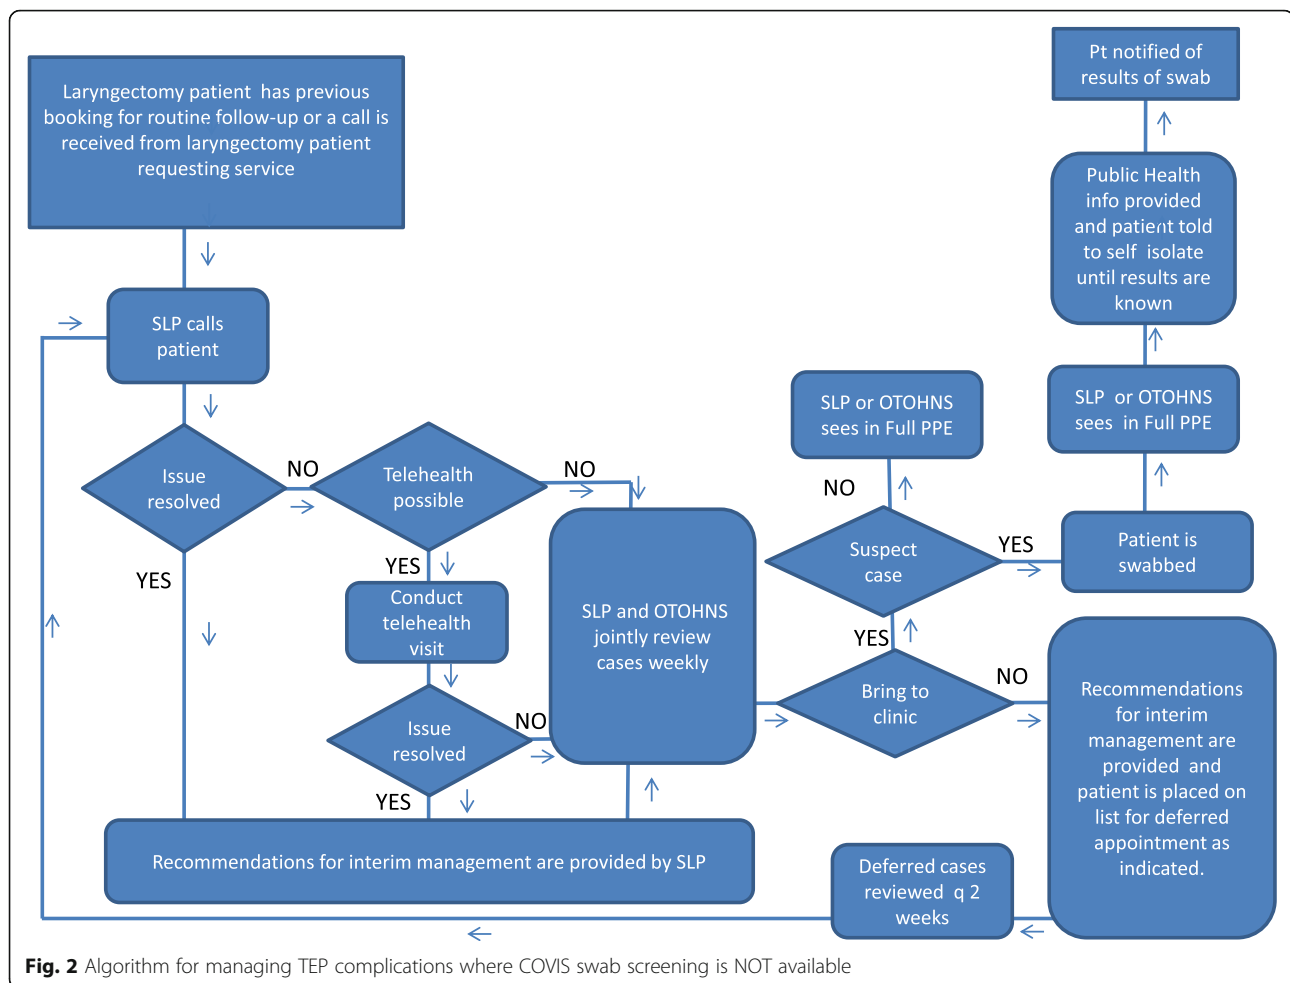 Laryngectomy patient has previous
booking for routine follow-up or a call is
received from laryngectomy patient
requesting service
SLP calls
patient
Issue
resolved
NO
YES
Telehealth
possible
NO
YES
Conduct
telehealth
visit
Issue
resolved
NO
YES
Recommendations for interim management are provided by SLP
SLP and OTOHNS
jointly review
cases weekly
Bring to
clinic
YES
NO
Suspect
case
NO
YES
SLP or OTOHNS
sees in Full PPE
Patient is
swabbed
SLP or OTOHNS
sees in Full PPE
Public Health
info provided
and patient told
to self isolate
until results are
known
Pt notified of
results of swab
Recommendations
for interim
management are
provided and
patient is placed on
list for deferred
appointment as
indicated.
Deferred cases
reviewed q 2
weeks
Fig. 2 Algorithm for managing TEP complications where COVIS swab screening is NOT available